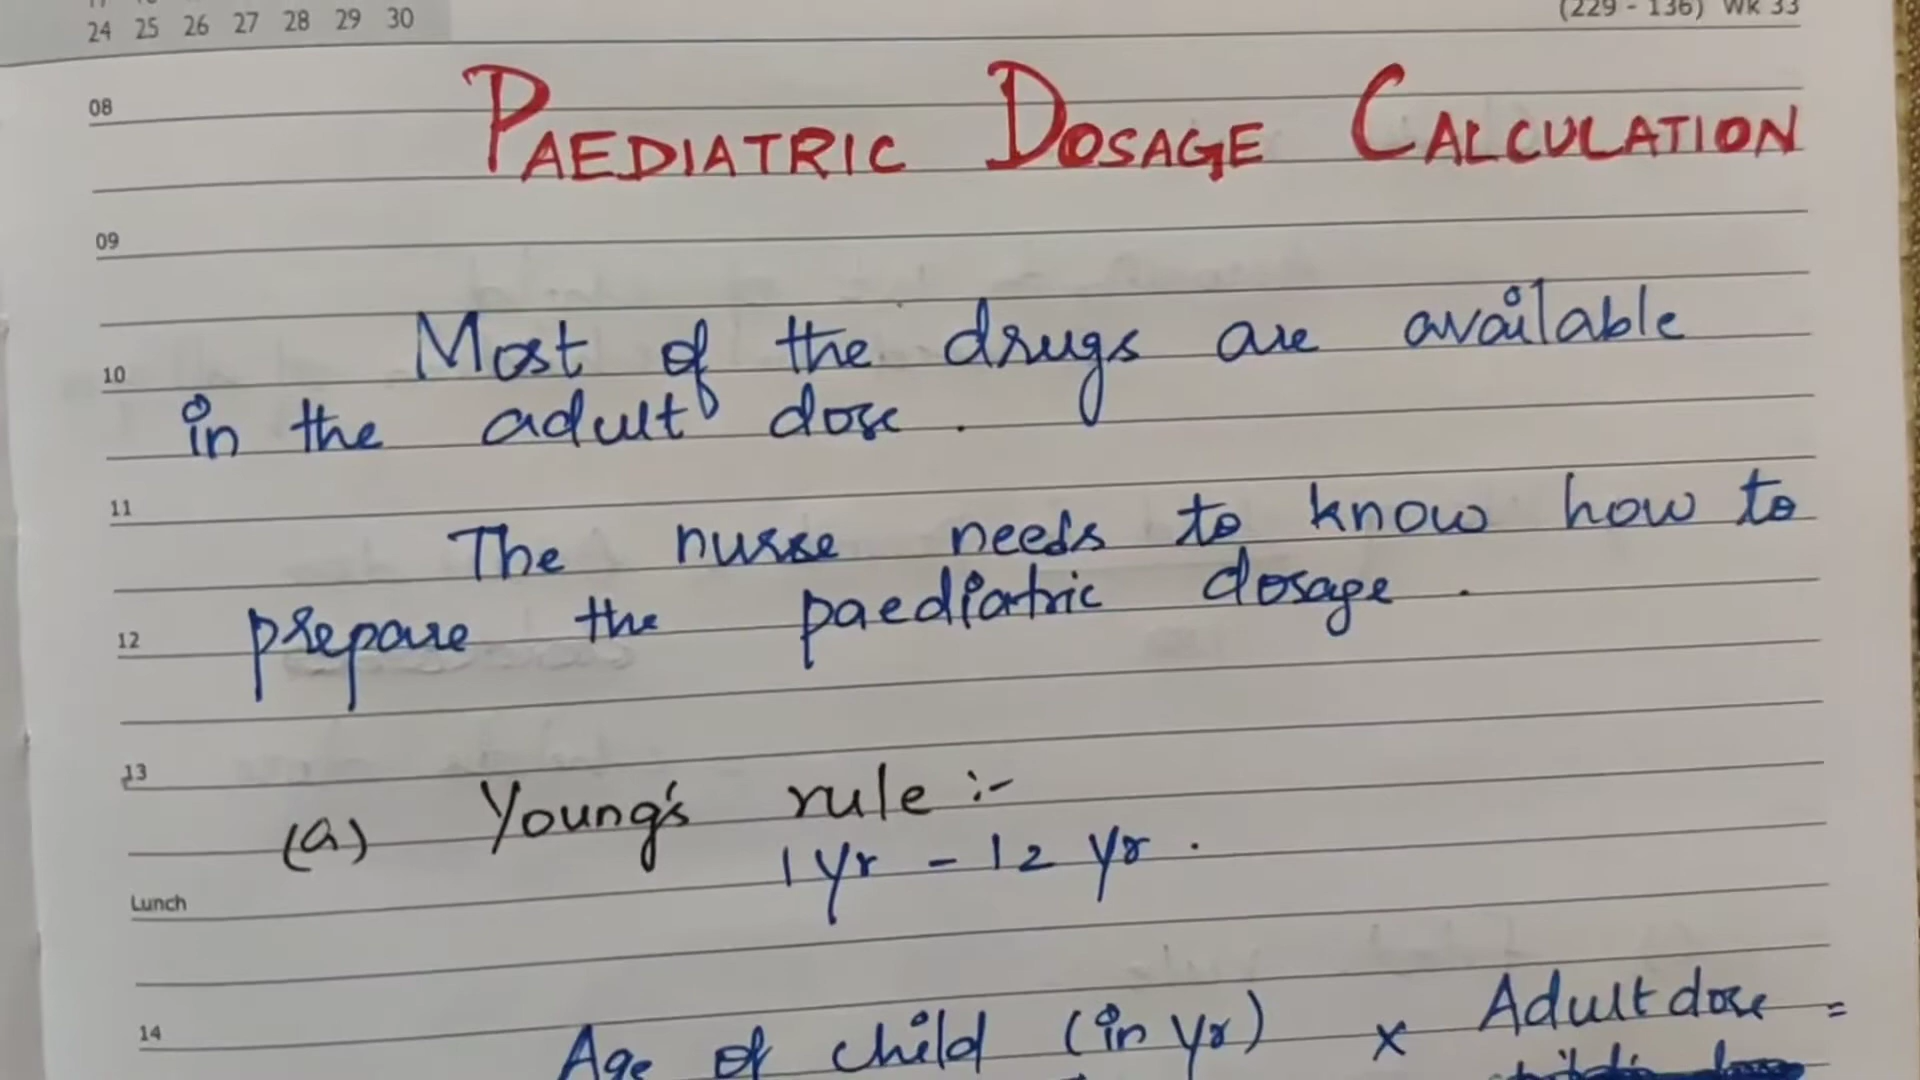 24 25 26 27 28 29 30
(229 - 136) Wk 33
08
PAEDIATRIC DOSAGE CALCULATION
09
Most of the drugs are available
10
in the adult dose.
11
The nurse needs to know how to
12
prepare the paediatric dosage.
13
(a) Young's rule :-
1 Yr - 12 Yr.
Lunch
14
Age of child (in yr) x Adult dose =